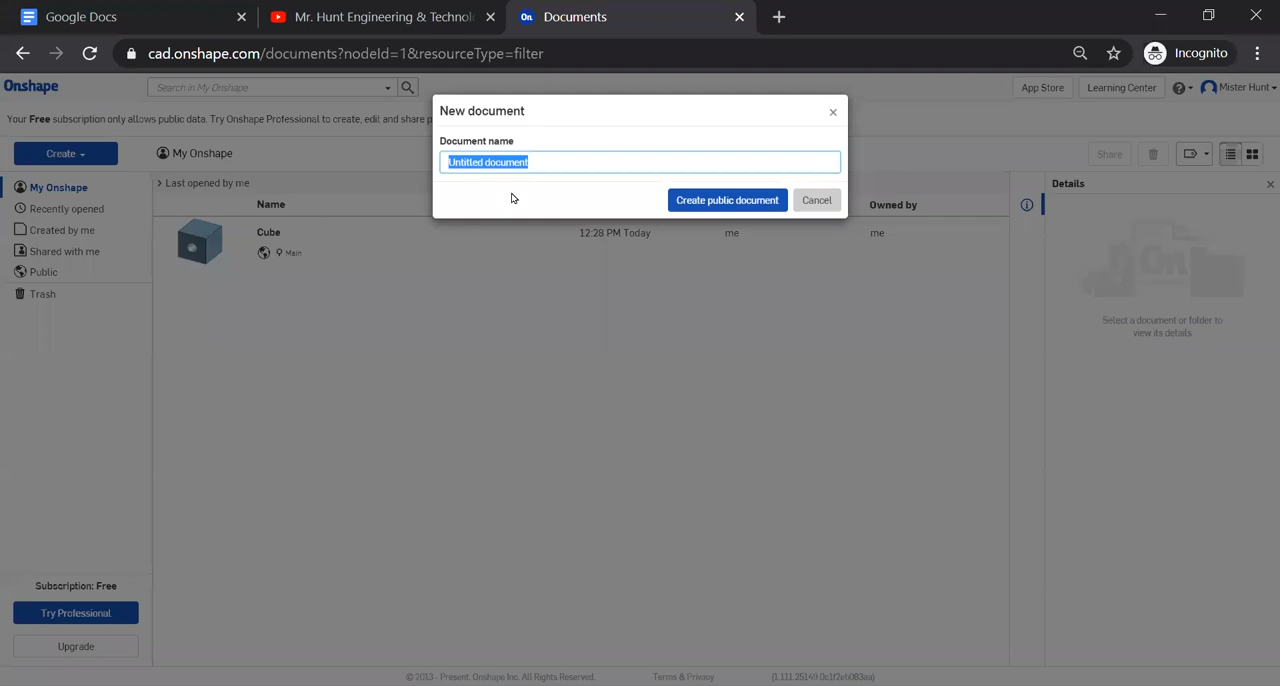 Google Docs
Mr. Hunt Engineering & Technol
On Documents
cad.onshape.com/documents?nodeId=1&resourceType=filter
Incognito
Onshape
Search in My Onshape
App Store
Learning Center
Mister Hunt
Your Free subscription only allows public data. Try Onshape Professional to create, edit and share p
New document
Document name
Untitled document
Create public document
Cancel
Create
My Onshape
Share
My Onshape
Recently opened
Created by me
Shared with me
Public
Trash
Last opened by me
Name
Owned by
Cube
12:28 PM Today
me
me
Main
Details
On
Select a document or folder to
view its details
Subscription: Free
Try Professional
Upgrade
© 2013 - Present, Onshape Inc. All Rights Reserved.
Terms & Privacy